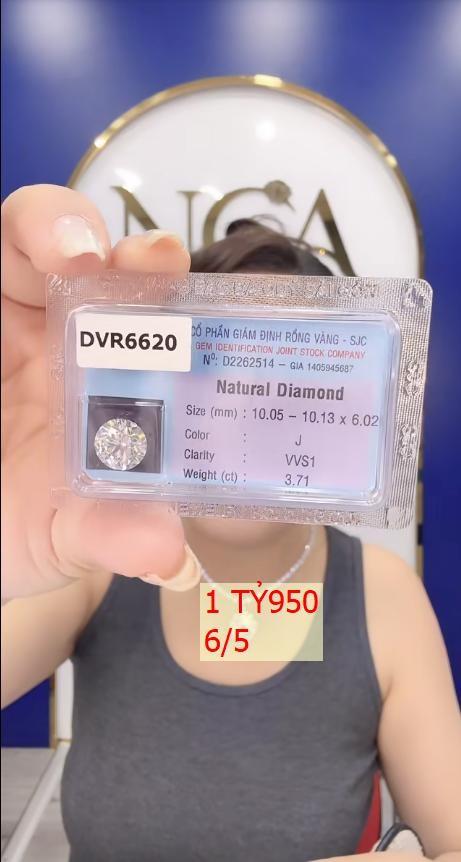 NGA
DVR6620
CỔ PHẦN GIÁM ĐỊNH RỒNG VÀNG - SJC
GEM IDENTIFICATION JOINT STOCK COMPANY
Nº: D2262514 – GIA 1405945687
Natural Diamond
Size (mm) : 10.05 – 10.13 x 6.02
Color : J
Clarity : VVS1
Weight (ct) : 3.71
1 TỶ950
6/5